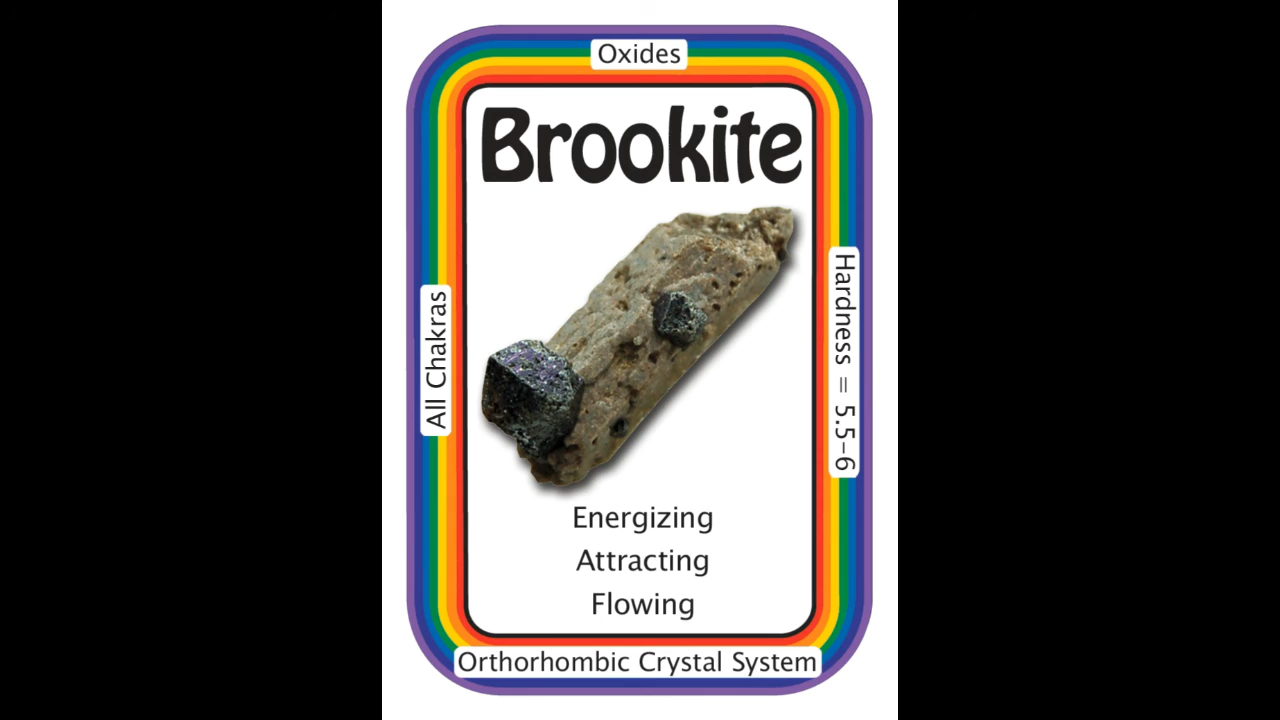 Oxides
Brookite
All Chakras
Hardness = 5.5-6
Energizing
Attracting
Flowing
Orthorhombic Crystal System